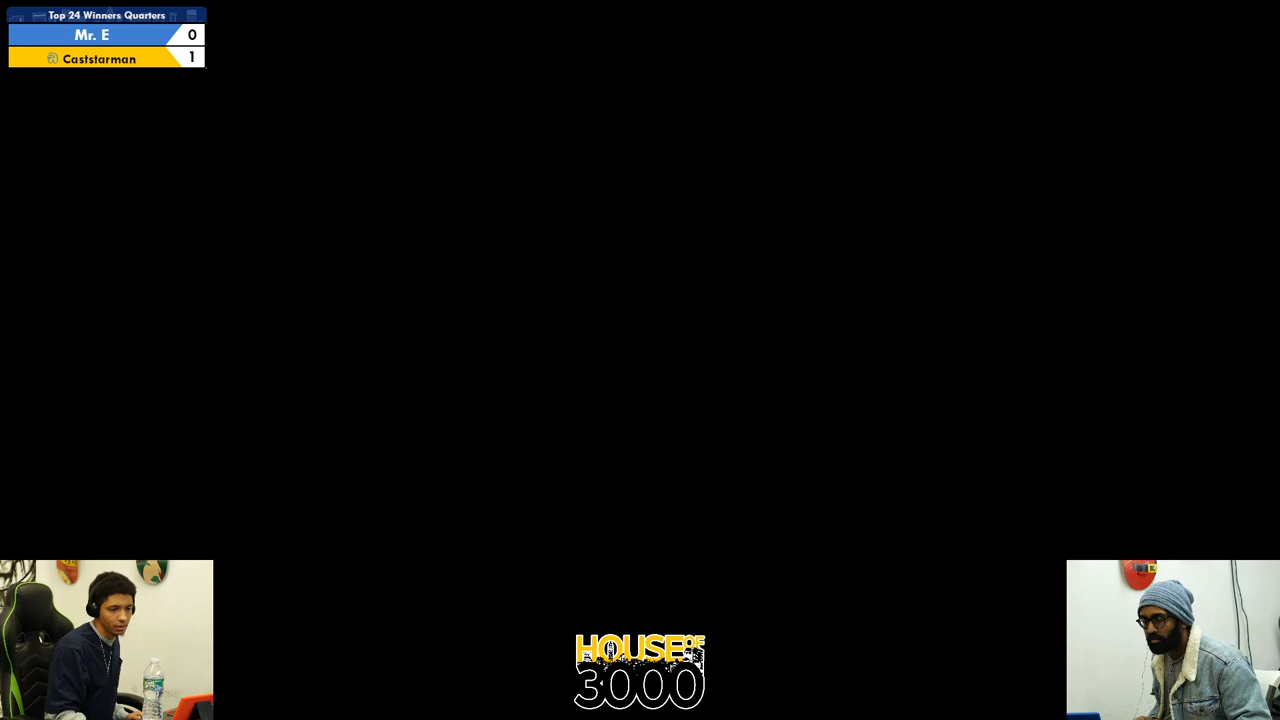 Top 24 Winners Quarters
Mr. E 0
Caststarman 1
HOUSE OF
3000